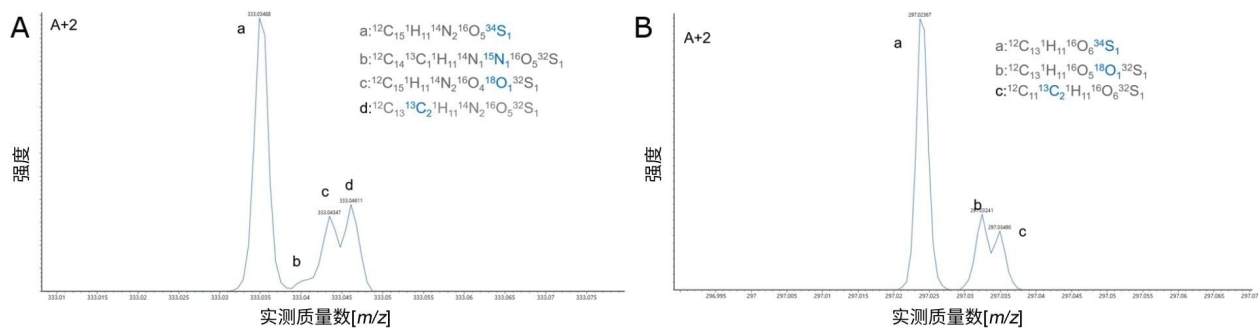 A
A+2
a
333.03488
a:¹²C₁₅¹H₁₁¹⁴N₂¹⁶O₅³⁴S₁
b:¹²C₁₄¹³C₁¹H₁₁¹⁴N₁¹⁵N₁¹⁶O₅³²S₁
c:¹²C₁₅¹H₁₁¹⁴N₂¹⁶O₄¹⁸O₁³²S₁
d:¹²C₁₃¹³C₂¹H₁₁¹⁴N₂¹⁶O₅³²S₁
强度
b
c
d
333.04347
333.04611
333.01 333.015 333.02 333.025 333.03 333.035 333.04 333.045 333.05 333.055 333.06 333.065 333.07 333.075
实测质量数[m/z]
B
A+2
a
297.02367
a:¹²C₁₃¹H₁₁¹⁶O₆³⁴S₁
b:¹²C₁₃¹H₁₁¹⁶O₅¹⁸O₁³²S₁
c:¹²C₁₁¹³C₂¹H₁₁¹⁶O₆³²S₁
强度
b
297.03241
c
297.03490
296.995 297 297.005 297.01 297.015 297.02 297.025 297.03 297.035 297.04 297.045 297.05 297.055 297.06 297.065 297.07
实测质量数[m/z]